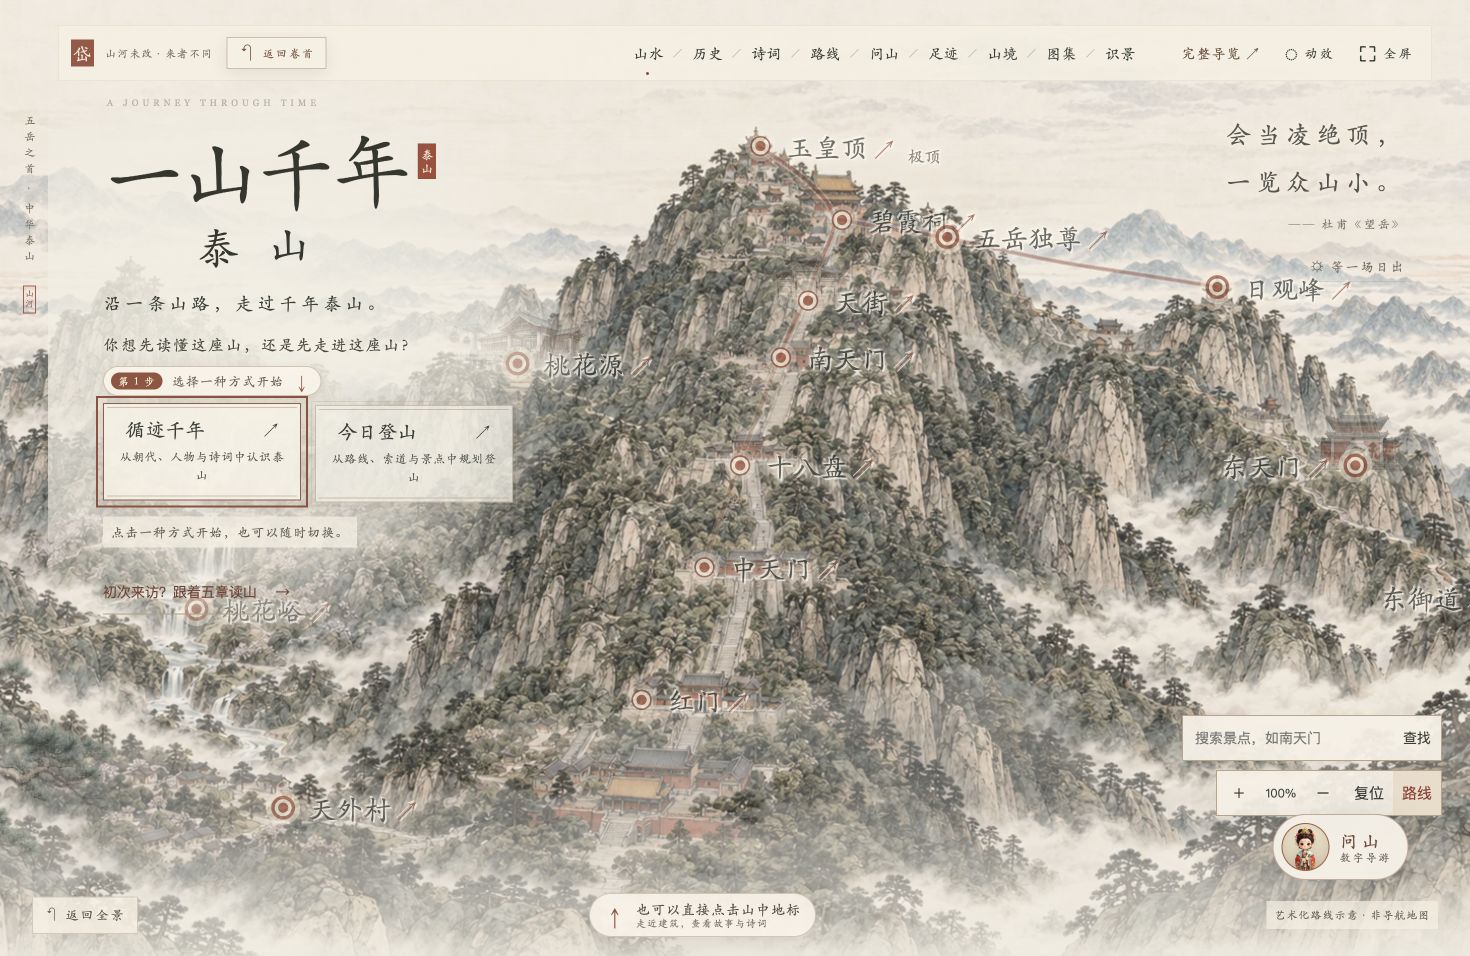 岱 山河未改 · 来者不同 返回卷首
山水 / 历史 / 诗词 / 路线 / 问山 / 足迹 / 山境 / 图集 / 识景 完整导览 动效 全屏
A JOURNEY THROUGH TIME
五岳之首 · 中华泰山
山河
一山千年
泰山
泰山
沿一条山路，走过千年泰山。
你想先读懂这座山，还是先走进这座山？
第 1 步 选择一种方式开始
循迹千年
从朝代、人物与诗词中认识泰
山
今日登山
从路线、索道与景点中规划登
山
点击一种方式开始，也可以随时切换。
初次来访？跟着五章读山 →
会当凌绝顶，
一览众山小。
—— 杜甫《望岳》
等一场日出
玉皇顶 极顶
碧霞祠
五岳独尊
日观峰
天街
南天门
桃花源
十八盘
东天门
中天门
东御道
桃花峪
红门
天外村
搜索景点，如南天门 查找
+ 100% − 复位 路线
问山
数字导游
返回全景
也可以直接点击山中地标
走近建筑，查看故事与诗词
艺术化路线示意 · 非导航地图